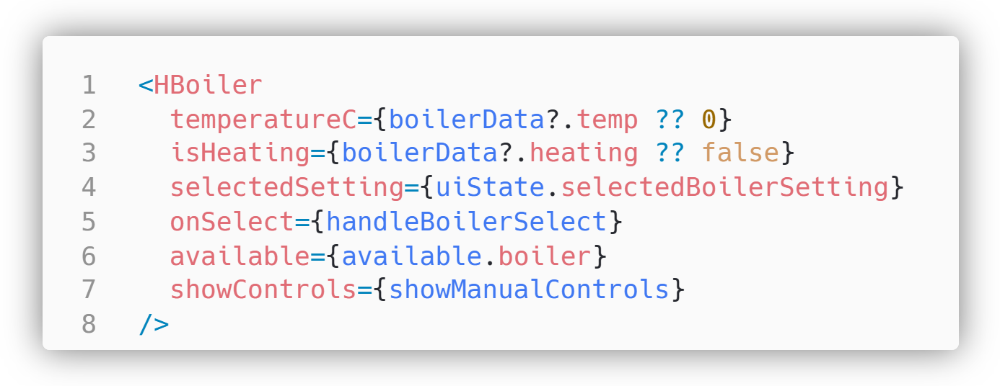 1 <HBoiler
2   temperatureC={boilerData?.temp ?? 0}
3   isHeating={boilerData?.heating ?? false}
4   selectedSetting={uiState.selectedBoilerSetting}
5   onSelect={handleBoilerSelect}
6   available={available.boiler}
7   showControls={showManualControls}
8 />